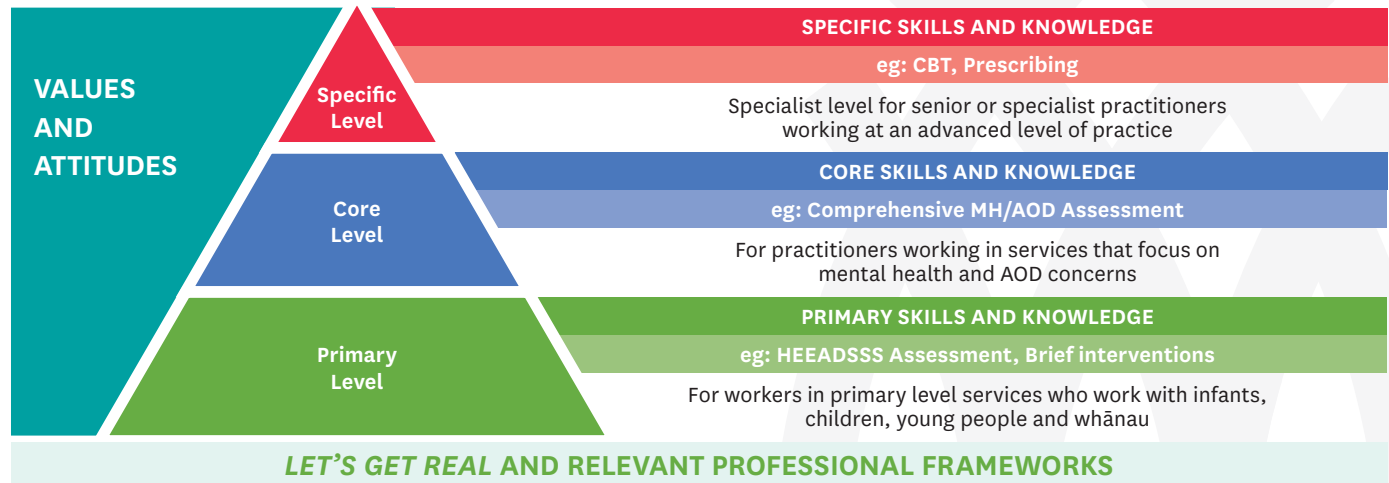 VALUES
AND
ATTITUDES
Specific
Level
SPECIFIC SKILLS AND KNOWLEDGE
eg: CBT, Prescribing
Specialist level for senior or specialist practitioners
working at an advanced level of practice
Core
Level
CORE SKILLS AND KNOWLEDGE
eg: Comprehensive MH/AOD Assessment
For practitioners working in services that focus on
mental health and AOD concerns
Primary
Level
PRIMARY SKILLS AND KNOWLEDGE
eg: HEEADSSS Assessment, Brief interventions
For workers in primary level services who work with infants,
children, young people and whānau
LET’S GET REAL AND RELEVANT PROFESSIONAL FRAMEWORKS